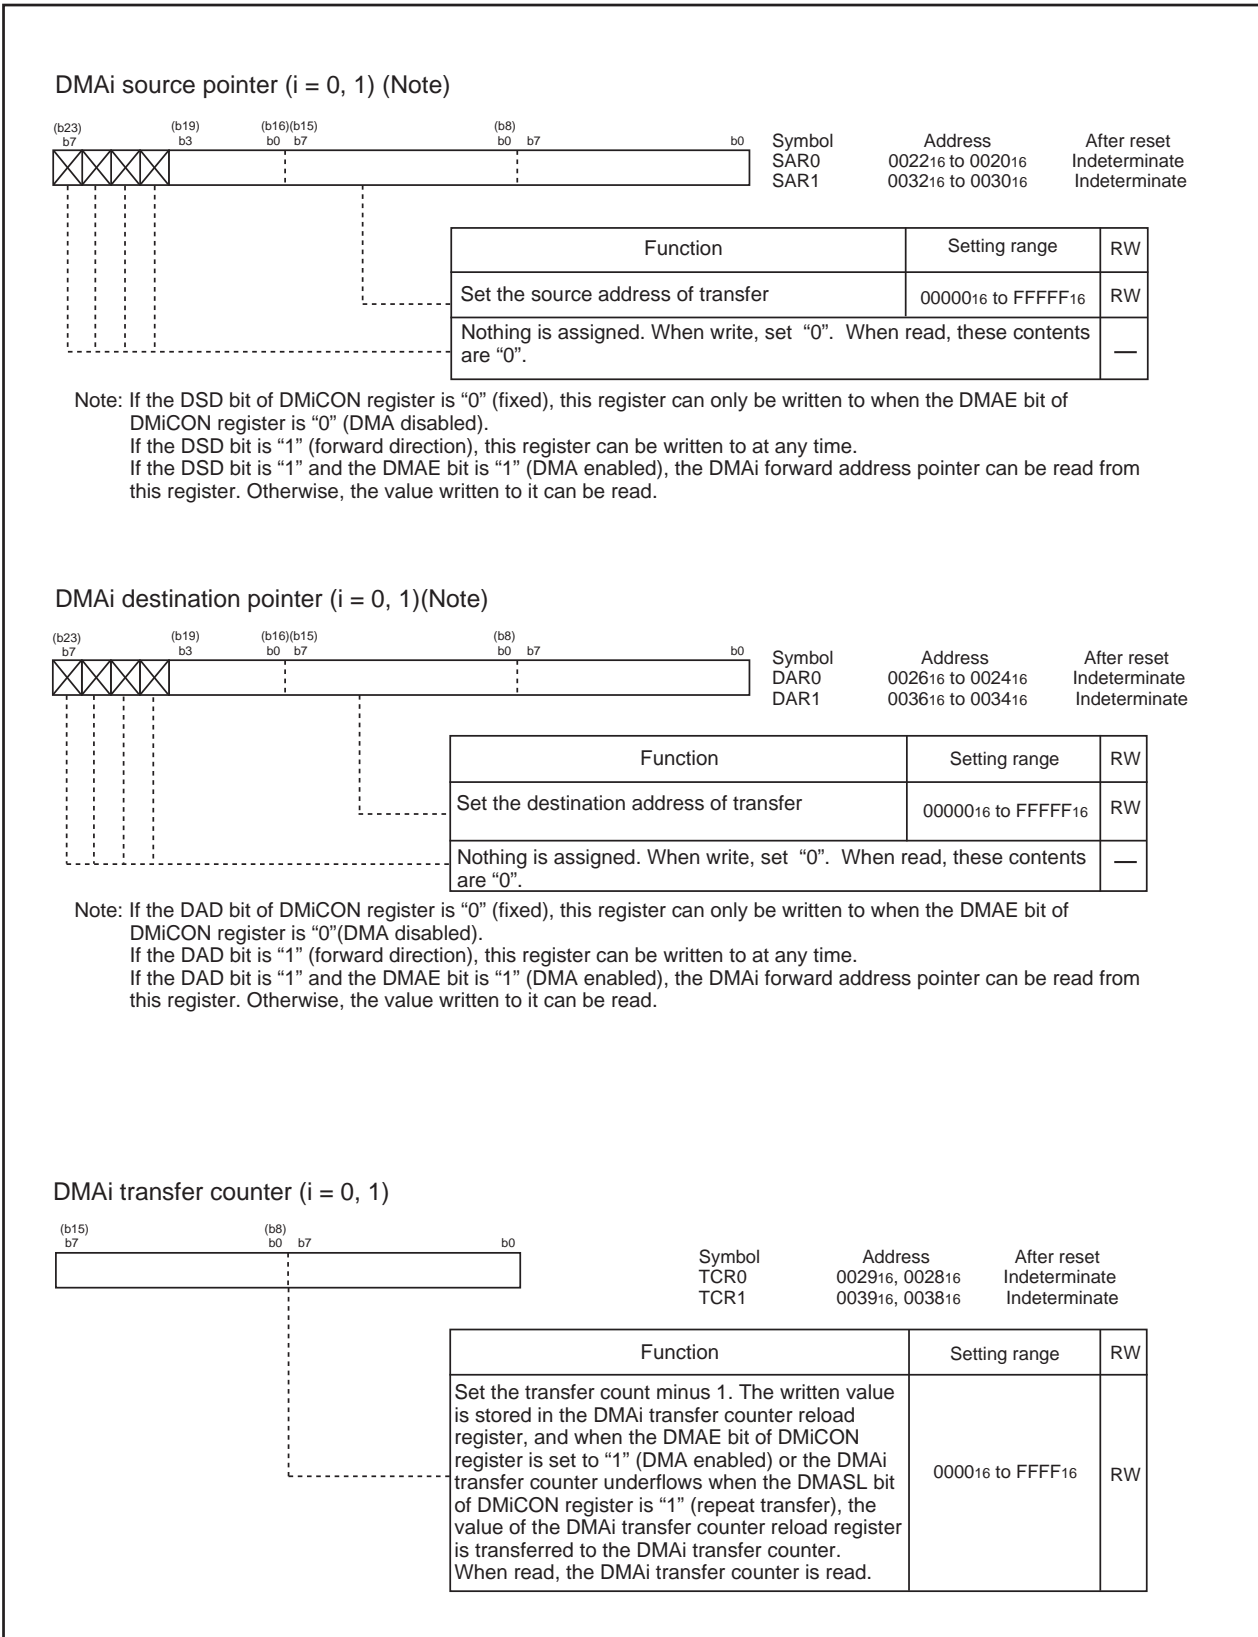 DMAi source pointer (i = 0, 1) (Note)
(b23) (b19) (b16)(b15) (b8)
b7 b3 b0 b7 b0 b7 b0
Symbol Address After reset
SAR0 002216 to 002016 Indeterminate
SAR1 003216 to 003016 Indeterminate
Function Setting range RW
Set the source address of transfer 0000016 to FFFFF16 RW
Nothing is assigned. When write, set “0”. When read, these contents
are “0”. —
Note: If the DSD bit of DMiCON register is “0” (fixed), this register can only be written to when the DMAE bit of
DMiCON register is “0” (DMA disabled).
If the DSD bit is “1” (forward direction), this register can be written to at any time.
If the DSD bit is “1” and the DMAE bit is “1” (DMA enabled), the DMAi forward address pointer can be read from
this register. Otherwise, the value written to it can be read.
DMAi destination pointer (i = 0, 1)(Note)
(b23) (b19) (b16)(b15) (b8)
b7 b3 b0 b7 b0 b7 b0
Symbol Address After reset
DAR0 002616 to 002416 Indeterminate
DAR1 003616 to 003416 Indeterminate
Function Setting range RW
Set the destination address of transfer 0000016 to FFFFF16 RW
Nothing is assigned. When write, set “0”. When read, these contents
are “0”. —
Note: If the DAD bit of DMiCON register is “0” (fixed), this register can only be written to when the DMAE bit of
DMiCON register is “0”(DMA disabled).
If the DAD bit is “1” (forward direction), this register can be written to at any time.
If the DAD bit is “1” and the DMAE bit is “1” (DMA enabled), the DMAi forward address pointer can be read from
this register. Otherwise, the value written to it can be read.
DMAi transfer counter (i = 0, 1)
(b15) (b8)
b7 b0 b7 b0
Symbol Address After reset
TCR0 002916, 002816 Indeterminate
TCR1 003916, 003816 Indeterminate
Function Setting range RW
Set the transfer count minus 1. The written value
is stored in the DMAi transfer counter reload
register, and when the DMAE bit of DMiCON
register is set to “1” (DMA enabled) or the DMAi
transfer counter underflows when the DMASL bit
of DMiCON register is “1” (repeat transfer), the
value of the DMAi transfer counter reload register
is transferred to the DMAi transfer counter.
When read, the DMAi transfer counter is read.
000016 to FFFF16 RW